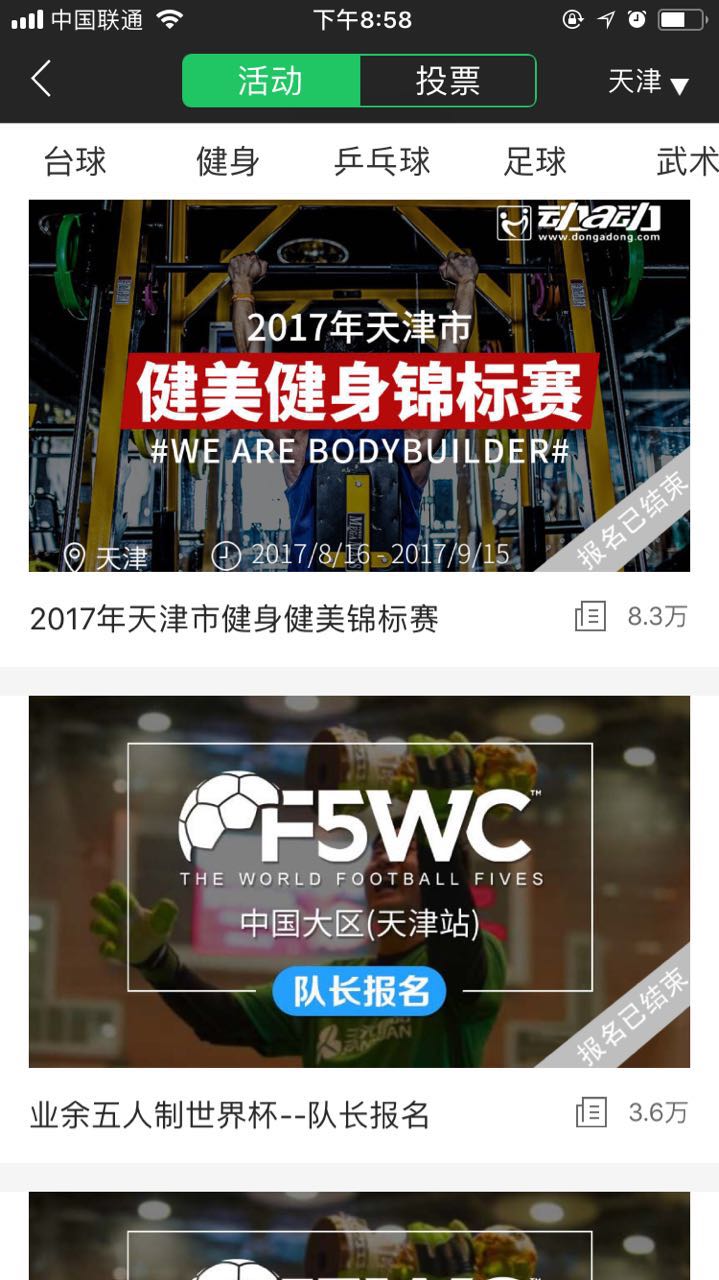 中国联通
下午8:58
活动
投票
天津
台球
健身
乒乓球
足球
武术
动a动
www.dongadong.com
2017年天津市
健美健身锦标赛
#WE ARE BODYBUILDER#
天津
2017/8/16 - 2017/9/15
报名已结束
2017年天津市健身健美锦标赛
8.3万
F5WC™
THE WORLD FOOTBALL FIVES
中国大区(天津站)
队长报名
报名已结束
业余五人制世界杯--队长报名
3.6万